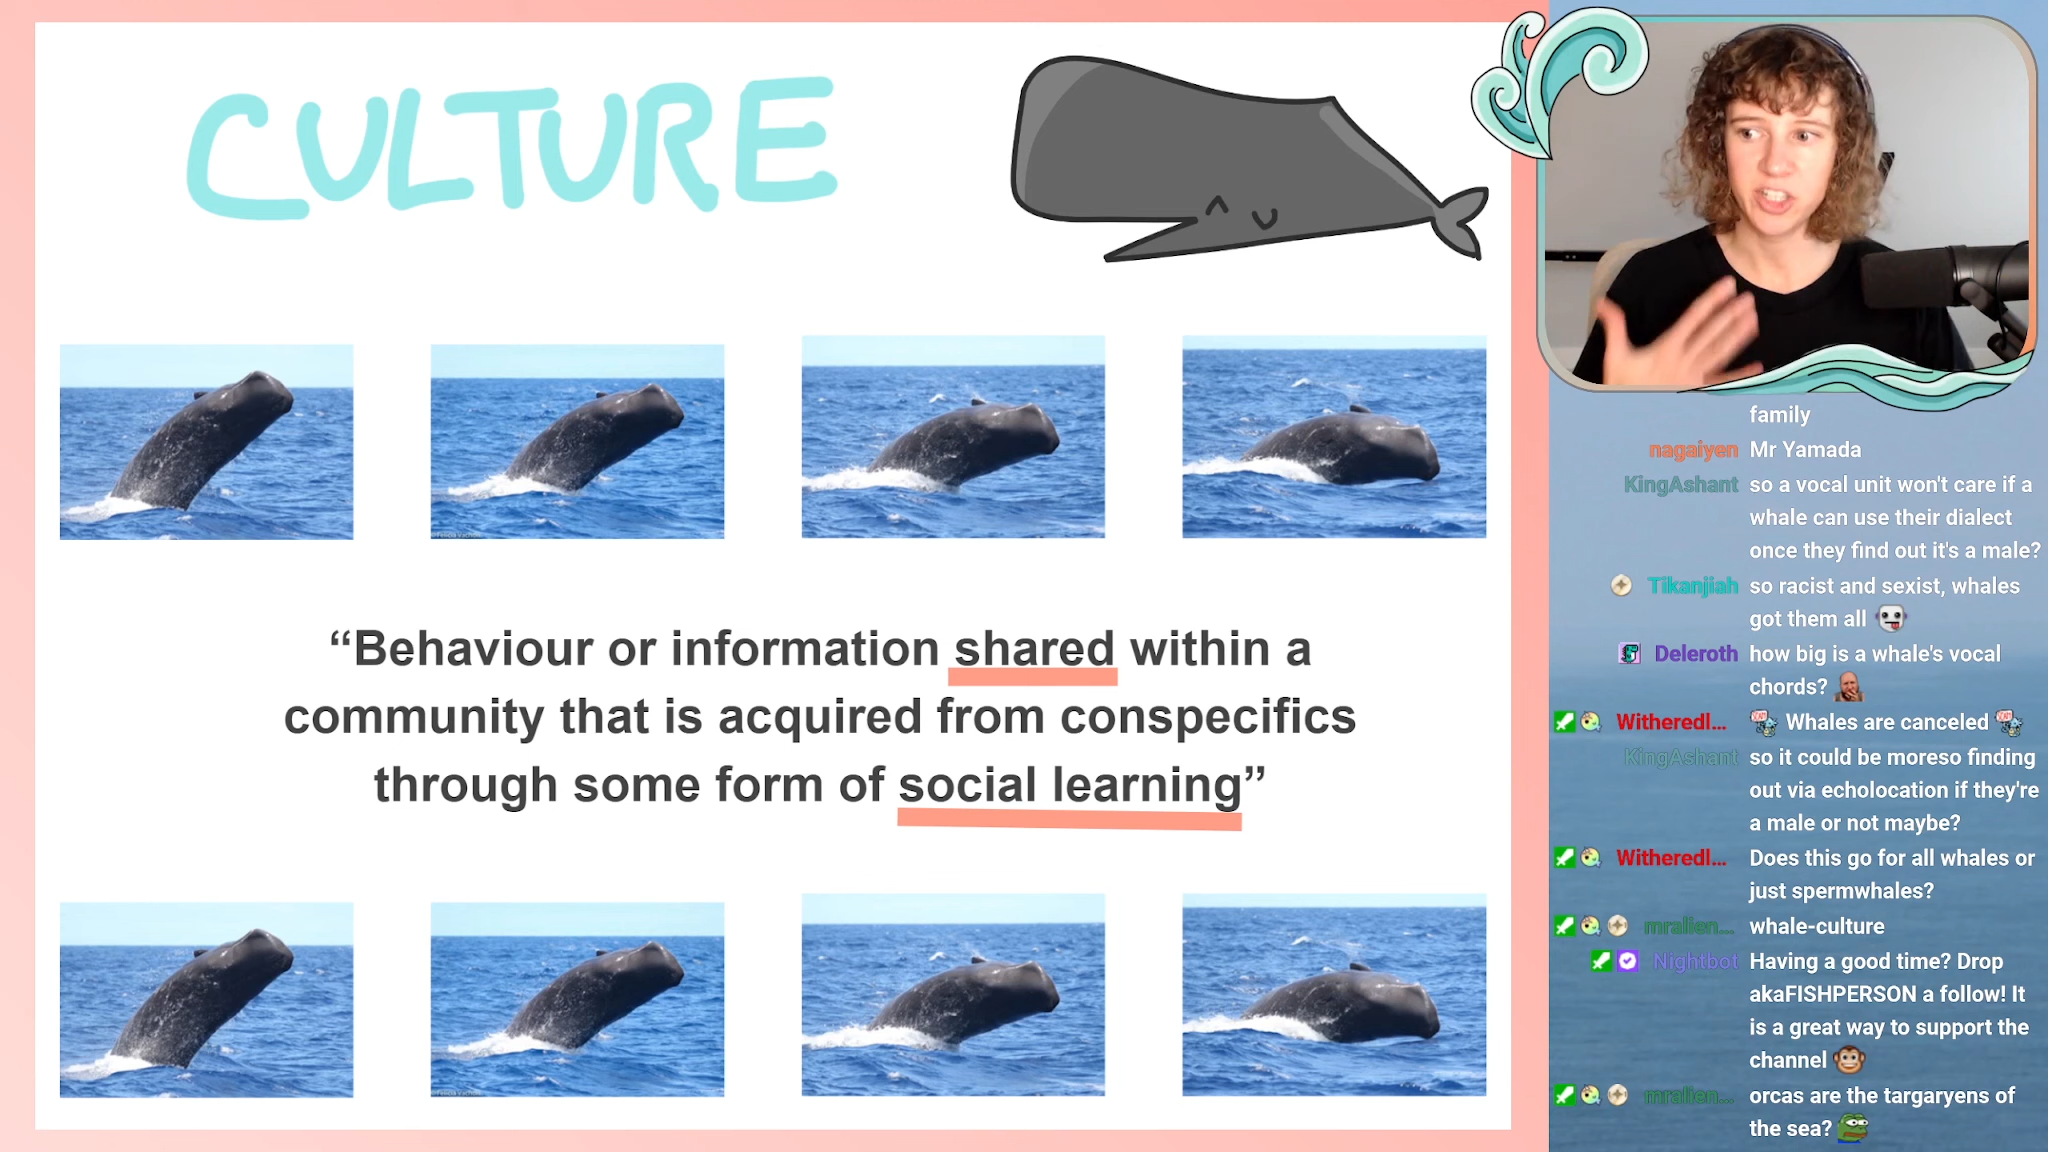 CULTURE
“Behaviour or information shared within a
community that is acquired from conspecifics
through some form of social learning”
family
nagaiyen Mr Yamada
KingAshant so a vocal unit won't care if a
whale can use their dialect
once they find out it's a male?
Tikanjiah so racist and sexist, whales
got them all
Deleroth how big is a whale's vocal
chords?
Witheredl... Whales are canceled
KingAshant so it could be moreso finding
out via echolocation if they're
a male or not maybe?
Witheredl... Does this go for all whales or
just spermwhales?
mralien... whale-culture
Nightbot Having a good time? Drop
akaFISHPERSON a follow! It
is a great way to support the
channel
mralien... orcas are the targaryens of
the sea?